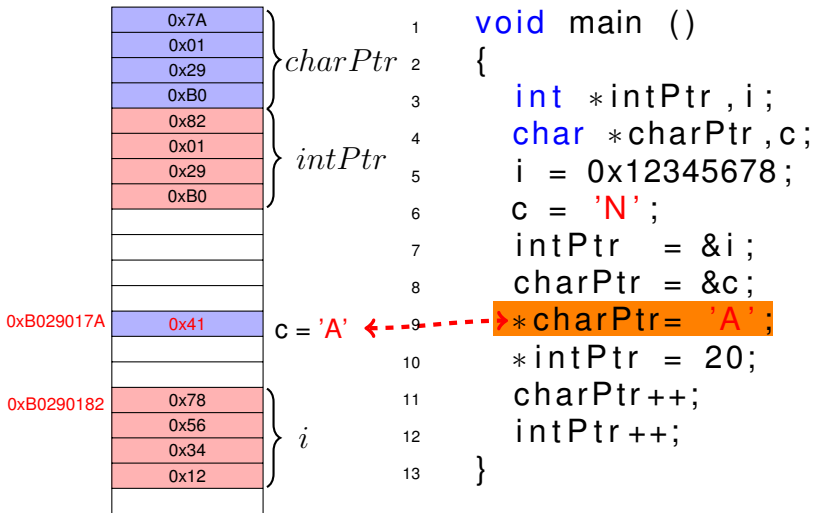 0x7A
0x01
0x29
0xB0
charPtr
0x82
0x01
0x29
0xB0
intPtr
0xB029017A 0x41 c = 'A'
0xB0290182 0x78
0x56
0x34
0x12
i
1 void main ()
2 {
3 int *intPtr , i ;
4 char *charPtr , c ;
5 i = 0x12345678 ;
6 c = 'N' ;
7 intPtr = &i ;
8 charPtr = &c ;
9 *charPtr= 'A' ;
10 *intPtr = 20 ;
11 charPtr++ ;
12 intPtr++ ;
13 }